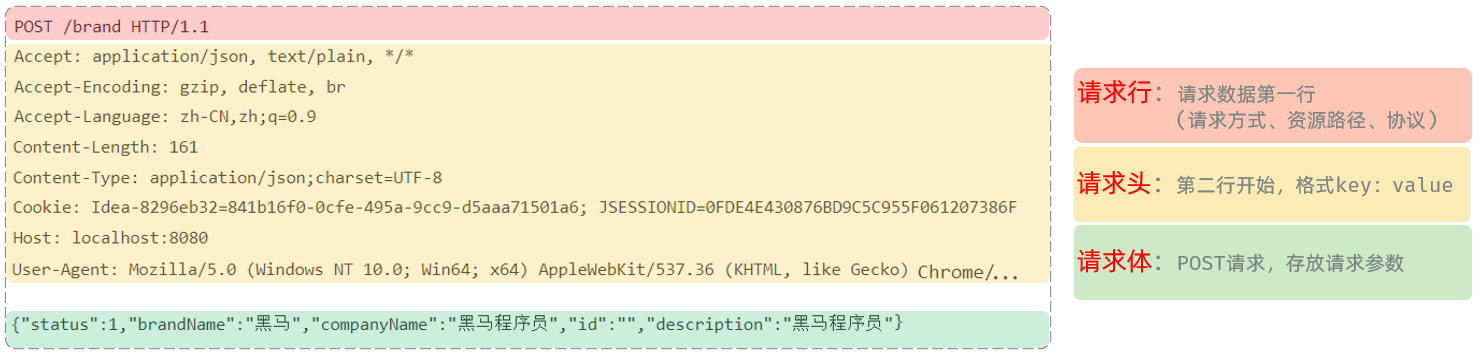 POST /brand HTTP/1.1
Accept: application/json, text/plain, */*
Accept-Encoding: gzip, deflate, br
Accept-Language: zh-CN,zh;q=0.9
Content-Length: 161
Content-Type: application/json;charset=UTF-8
Cookie: Idea-8296eb32=841b16f0-0cfe-495a-9cc9-d5aaa71501a6; JSESSIONID=0FDE4E430876BD9C5C955F061207386F
Host: localhost:8080
User-Agent: Mozilla/5.0 (Windows NT 10.0; Win64; x64) AppleWebKit/537.36 (KHTML, like Gecko) Chrome/...
{"status":1,"brandName":"黑马","companyName":"黑马程序员","id":"","description":"黑马程序员"}
请求行：请求数据第一行
（请求方式、资源路径、协议）
请求头：第二行开始，格式key：value
请求体：POST请求，存放请求参数